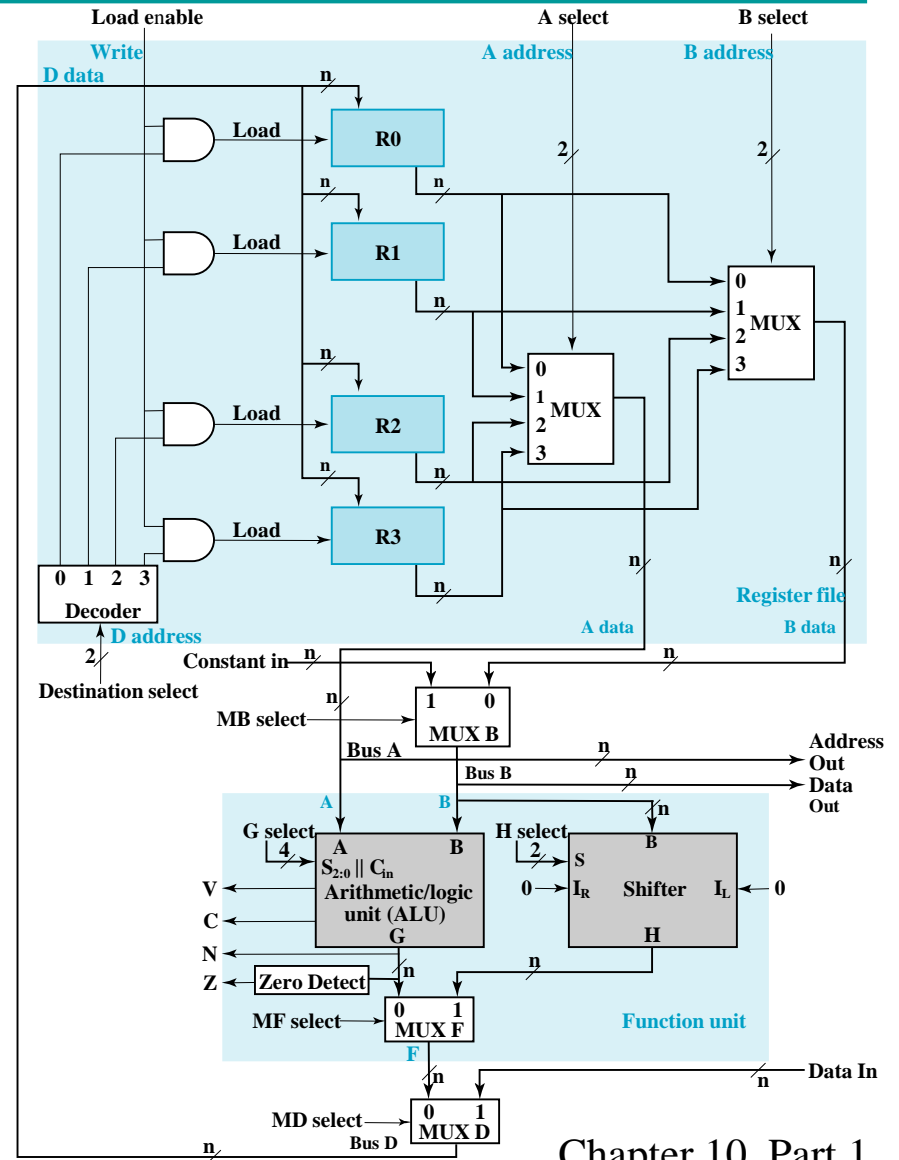 Load enable
A select
B select
Write
A address
B address
D data
n
Load
R0
2
2
n
n
Load
R1
0
1
2
3
MUX
n
n
0
1
2
3
MUX
Load
R2
n
n
Load
R3
n
n
n
0 1 2 3
Decoder
Register file
D address
A data
B data
2
Destination select
Constant in
n
n
n
1 0
MB select
MUX B
Bus A
n
Address
Out
Bus B
n
Data
Out
A
B
n
G select
4
A
B
S2:0 || Cin
Arithmetic/logic
unit (ALU)
G
H select
2
B
S
0
IR
Shifter
IL
0
H
V
C
N
Z
Zero Detect
n
n
0 1
MF select
MUX F
Function unit
F
n
n
Data In
0 1
MD select
MUX D
Bus D
n
Chapter 10 Part 1